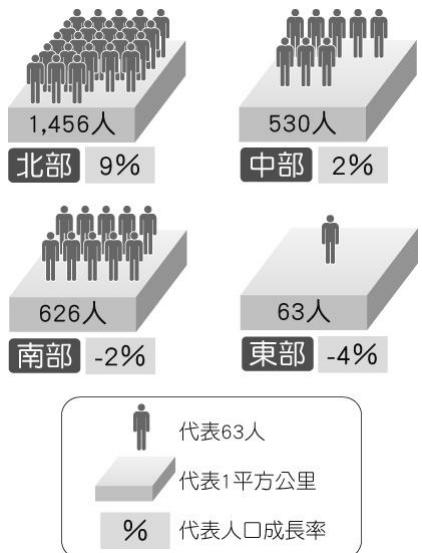 1,456人
北部 9%
530人
中部 2%
626人
南部 -2%
63人
東部 -4%
代表63人
代表1平方公里
% 代表人口成長率